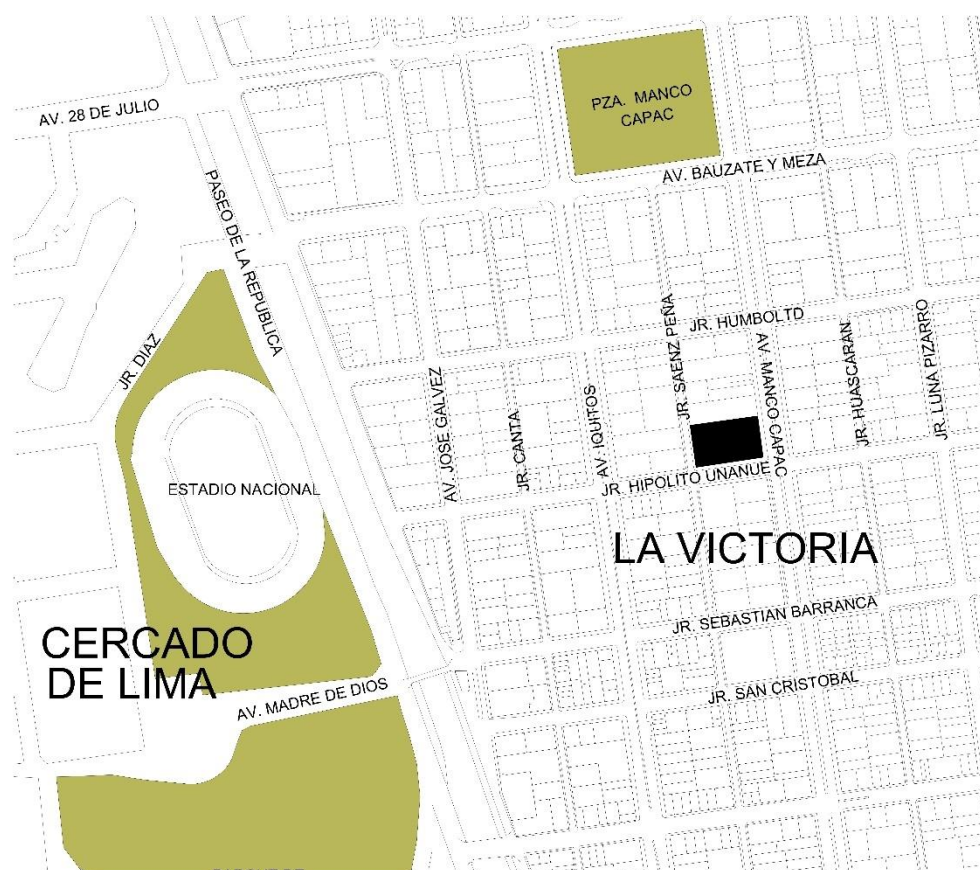 AV. 28 DE JULIO
PZA. MANCO
CAPAC
AV. BAUZATE Y MEZA
PASEO DE LA REPUBLICA
JR. DIAZ
JR. HUMBOLTD
JR. SAENZ PEÑA
AV. MANCO CAPAC
JR. HUASCARAN
JR. LUNA PIZARRO
AV. JOSE GALVEZ
JR. CANTA
AV. IQUITOS
ESTADIO NACIONAL
JR. HIPOLITO UNANUE
LA VICTORIA
JR. SEBASTIAN BARRANCA
CERCADO
DE LIMA
JR. SAN CRISTOBAL
AV. MADRE DE DIOS